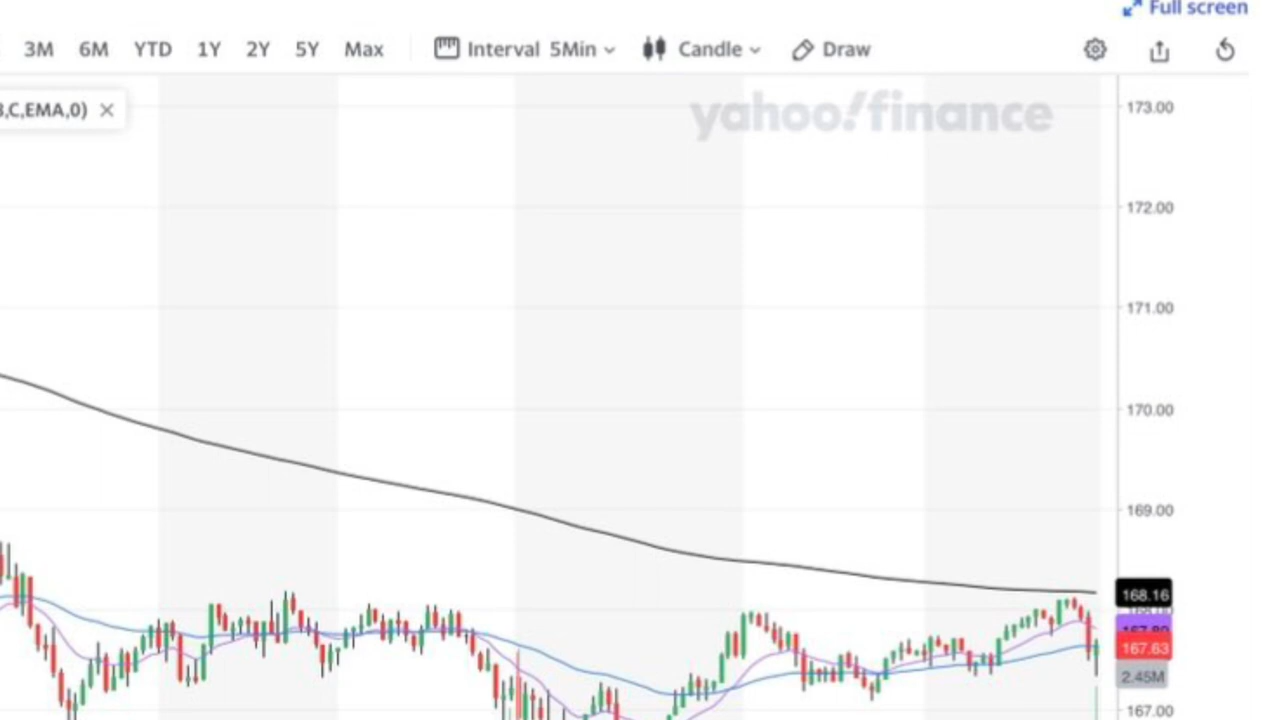 Full screen
3M 6M YTD 1Y 2Y 5Y Max Interval 5Min Candle Draw
,C,EMA,0) ×
yahoo!finance
173.00
172.00
171.00
170.00
169.00
168.16
167.63
2.45M
167.00